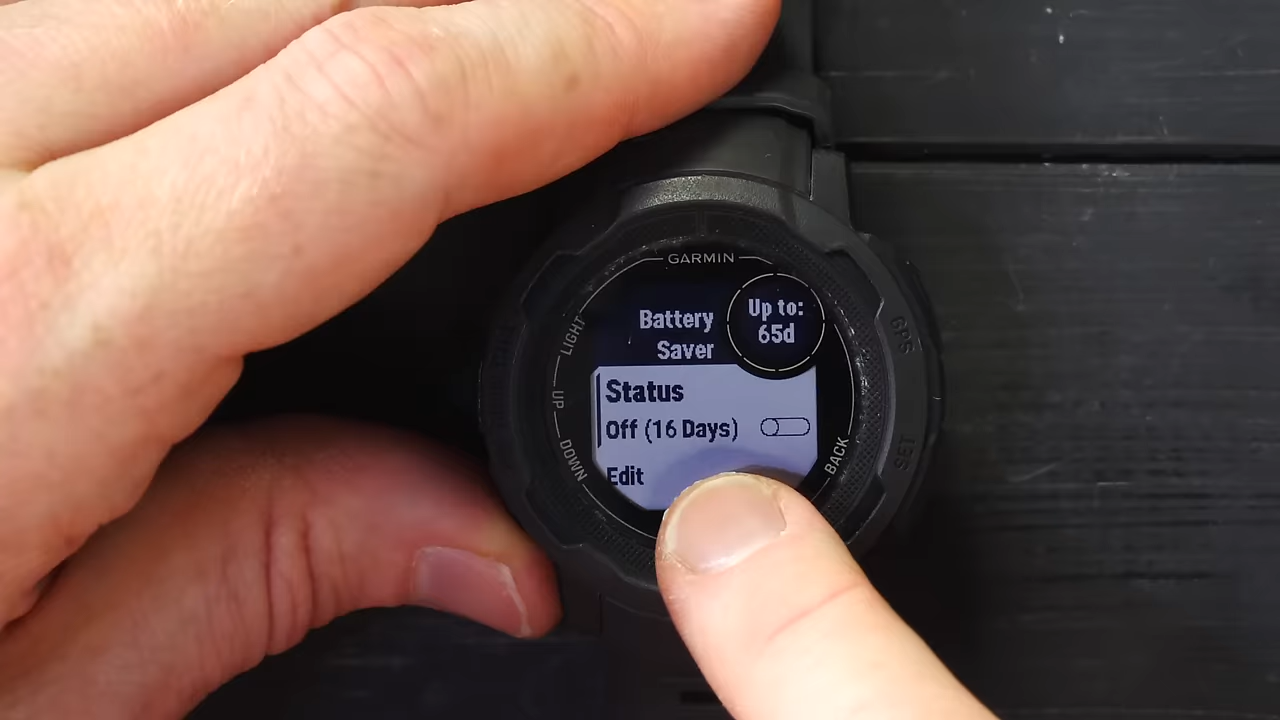 GARMIN
Battery
Saver
Up to:
65d
Status
Off (16 Days)
Edit
LIGHT
UP
DOWN
GPS
SET
BACK